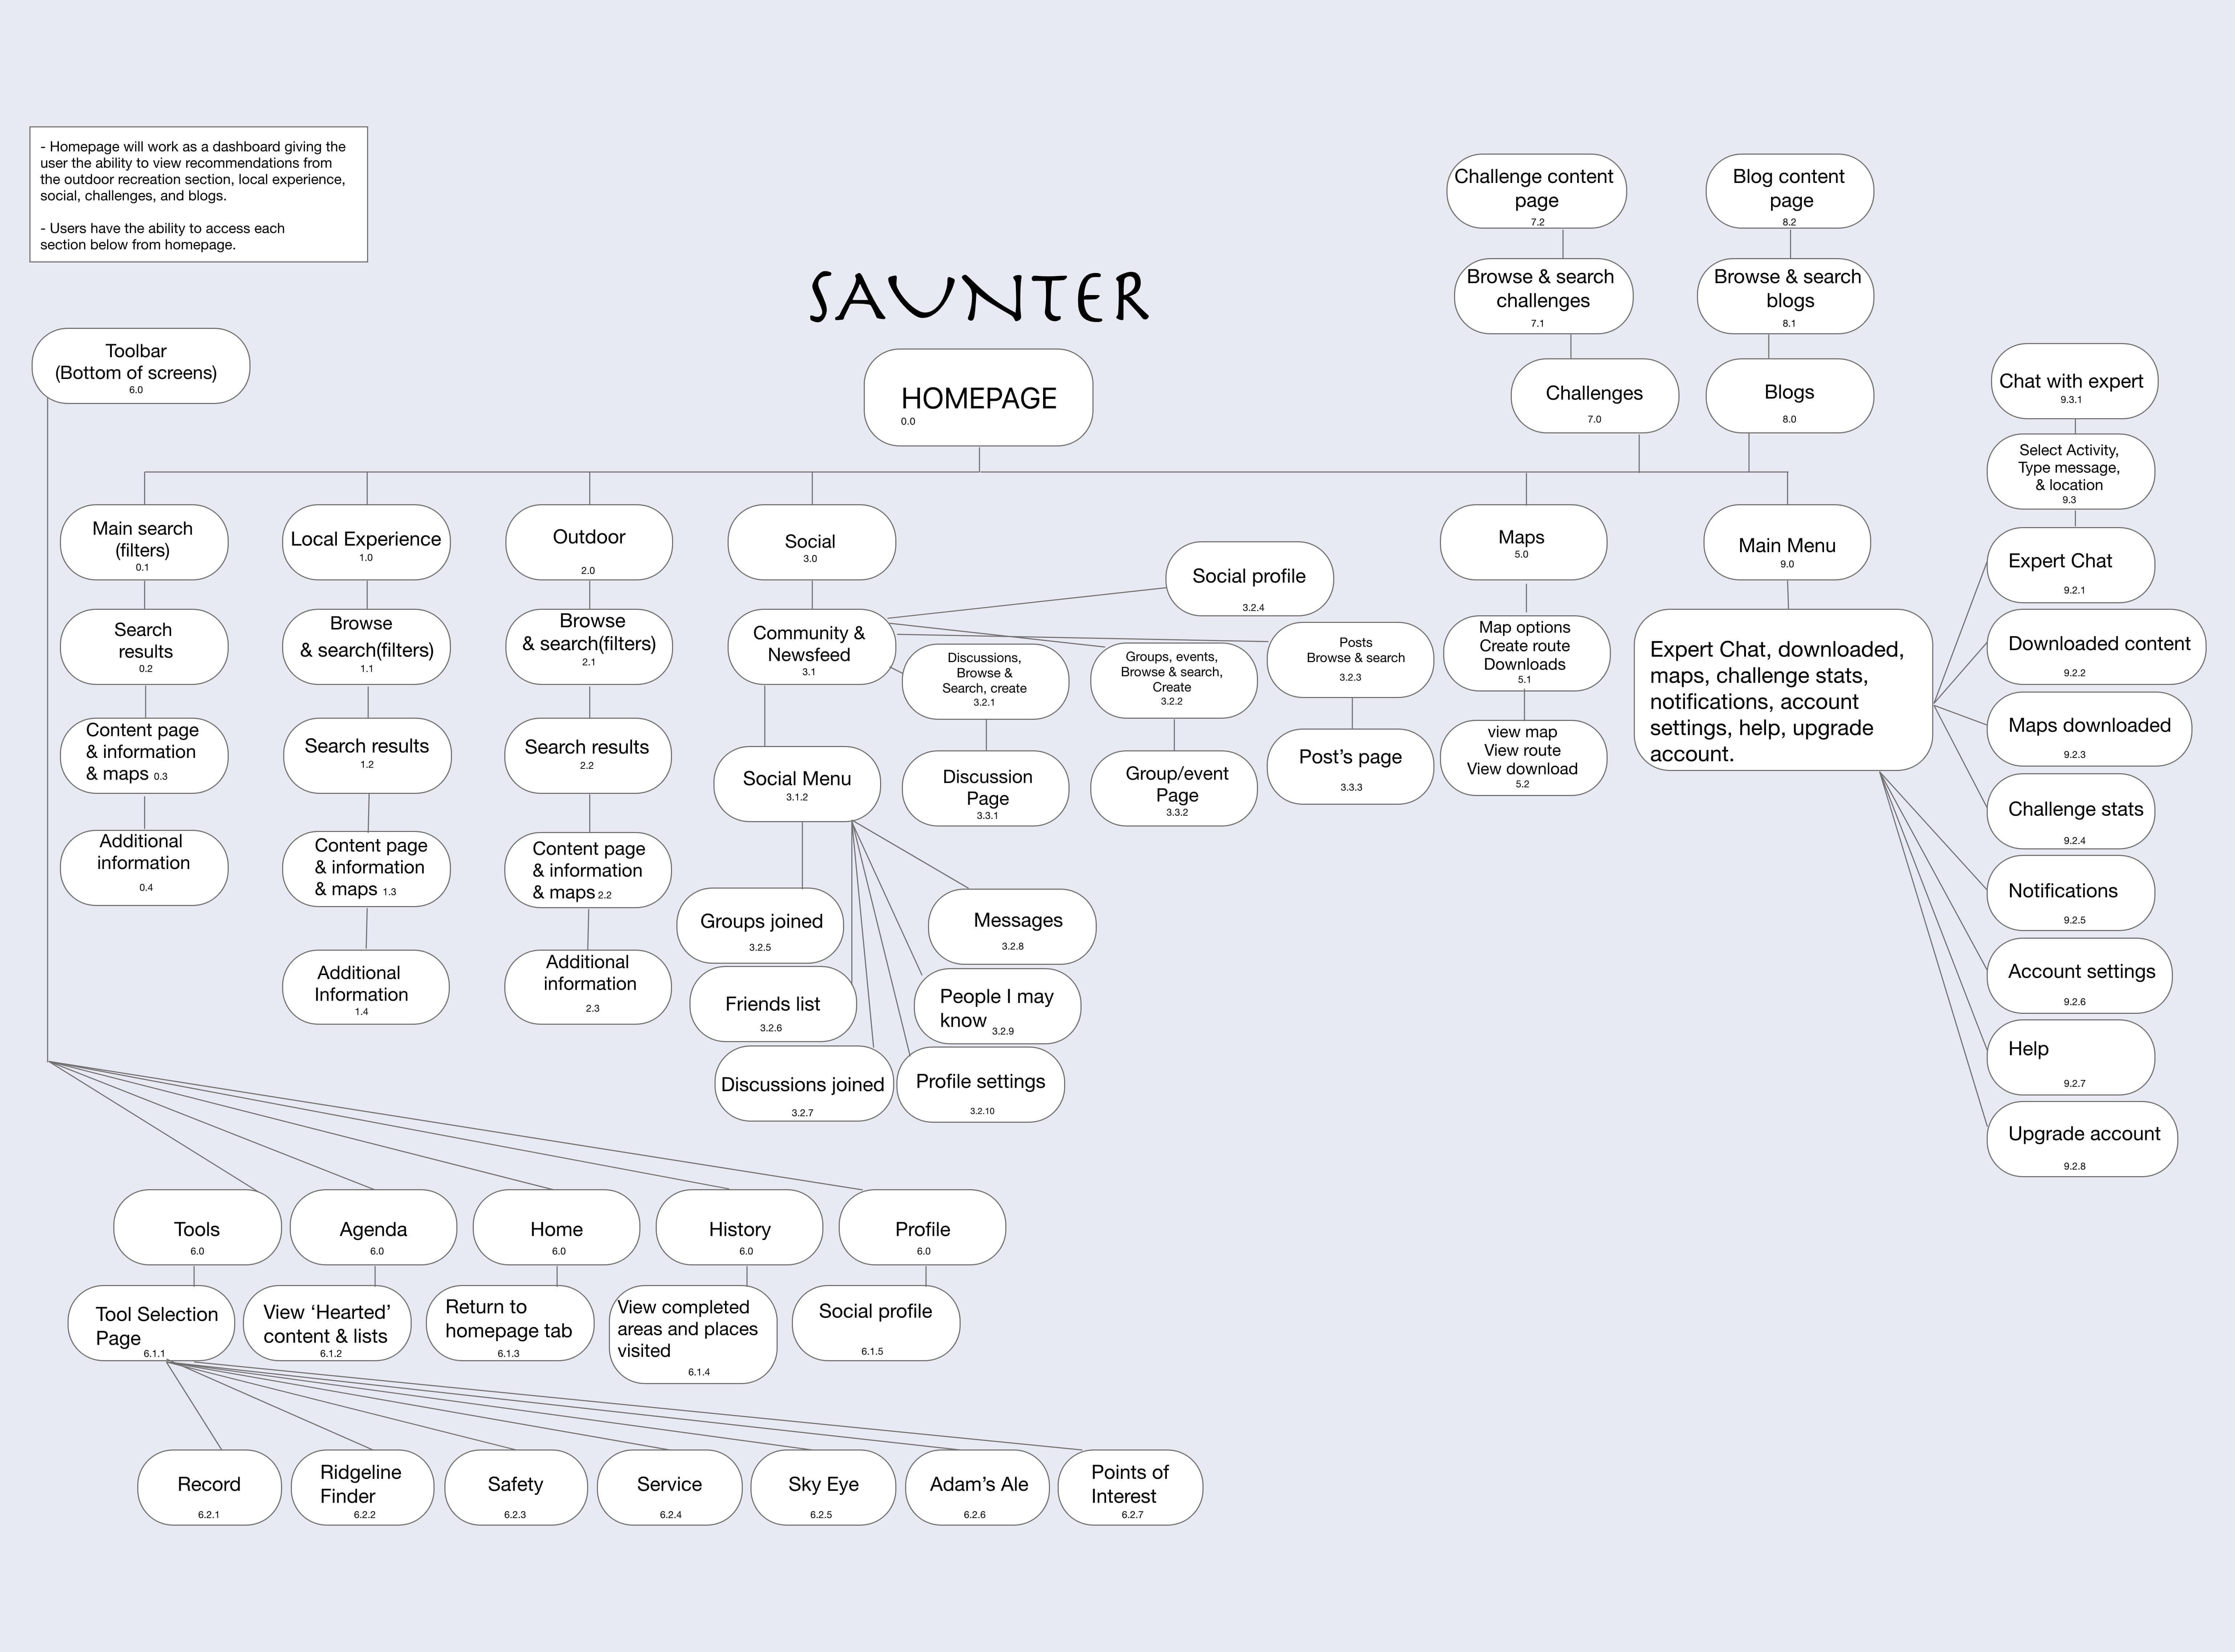 - Homepage will work as a dashboard giving the
user the ability to view recommendations from
the outdoor recreation section, local experience,
social, challenges, and blogs.
- Users have the ability to access each
section below from homepage.
SAUNTER
HOMEPAGE
0.0
Challenge content
page
7.2
Browse & search
challenges
7.1
Challenges
7.0
Blog content
page
8.2
Browse & search
blogs
8.1
Blogs
8.0
Toolbar
(Bottom of screens)
6.0
Main search
(filters)
0.1
Search
results
0.2
Content page
& information
& maps 0.3
Additional
information
0.4
Local Experience
1.0
Browse
& search(filters)
1.1
Search results
1.2
Content page
& information
& maps 1.3
Additional
Information
1.4
Outdoor
2.0
Browse
& search(filters)
2.1
Search results
2.2
Content page
& information
& maps 2.2
Additional
information
2.3
Social
3.0
Community &
Newsfeed
3.1
Social profile
3.2.4
Discussions,
Browse &
Search, create
3.2.1
Groups, events,
Browse & search,
Create
3.2.2
Posts
Browse & search
3.2.3
Discussion
Page
3.3.1
Group/event
Page
3.3.2
Post's page
3.3.3
Social Menu
3.1.2
Groups joined
3.2.5
Friends list
3.2.6
Discussions joined
3.2.7
Messages
3.2.8
People I may
know 3.2.9
Profile settings
3.2.10
Maps
5.0
Map options
Create route
Downloads
5.1
view map
View route
View download
5.2
Main Menu
9.0
Expert Chat, downloaded,
maps, challenge stats,
notifications, account
settings, help, upgrade
account.
Chat with expert
9.3.1
Select Activity,
Type message,
& location
9.3
Expert Chat
9.2.1
Downloaded content
9.2.2
Maps downloaded
9.2.3
Challenge stats
9.2.4
Notifications
9.2.5
Account settings
9.2.6
Help
9.2.7
Upgrade account
9.2.8
Tools
6.0
Agenda
6.0
Home
6.0
History
6.0
Profile
6.0
Tool Selection
Page
6.1.1
View ‘Hearted’
content & lists
6.1.2
Return to
homepage tab
6.1.3
View completed
areas and places
visited
6.1.4
Social profile
6.1.5
Record
6.2.1
Ridgeline
Finder
6.2.2
Safety
6.2.3
Service
6.2.4
Sky Eye
6.2.5
Adam's Ale
6.2.6
Points of
Interest
6.2.7